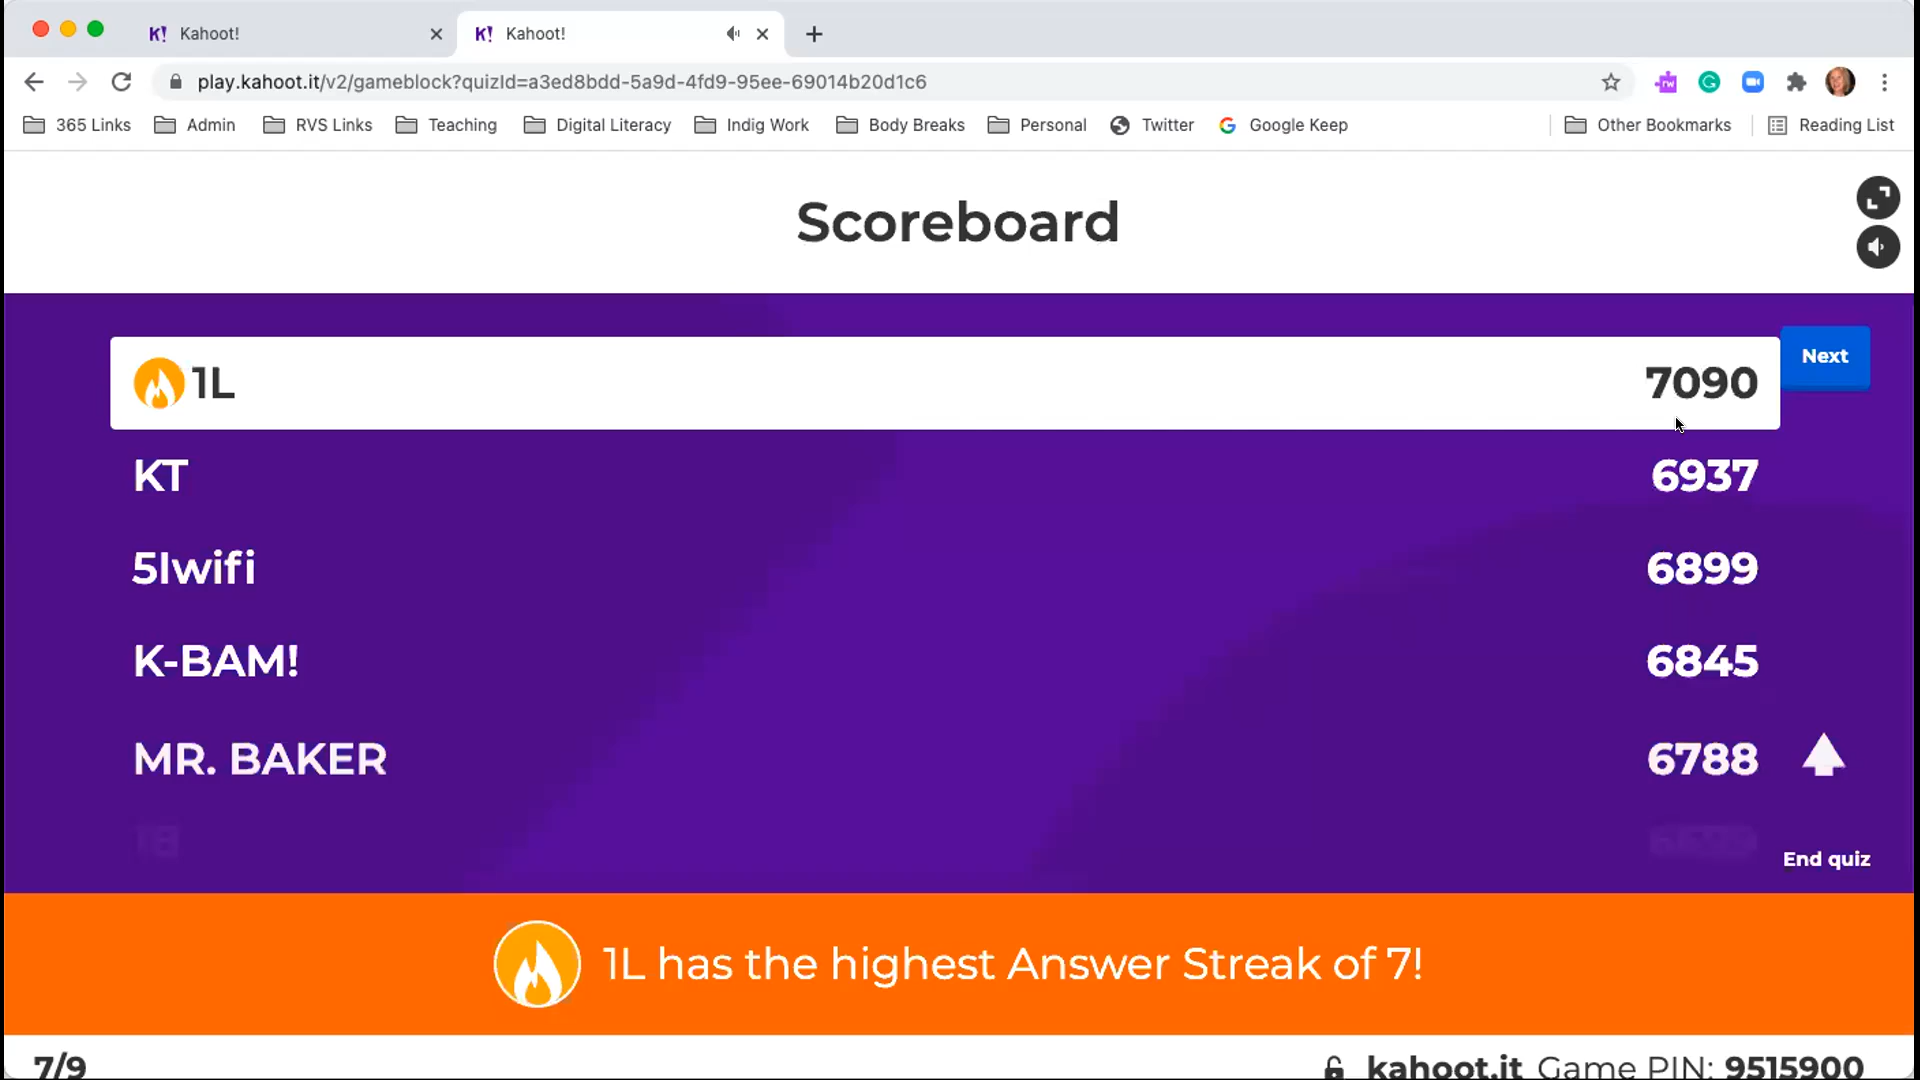 K! Kahoot!
K! Kahoot!
play.kahoot.it/v2/gameblock?quizId=a3ed8bdd-5a9d-4fd9-95ee-69014b20d1c6
rw
365 Links Admin RVS Links Teaching Digital Literacy Indig Work Body Breaks Personal Twitter Google Keep Other Bookmarks Reading List
Scoreboard
Next
1L 7090
KT 6937
5lwifi 6899
K-BAM! 6845
MR. BAKER 6788
End quiz
1L has the highest Answer Streak of 7!
7/9 kahoot.it Game PIN: 9515900